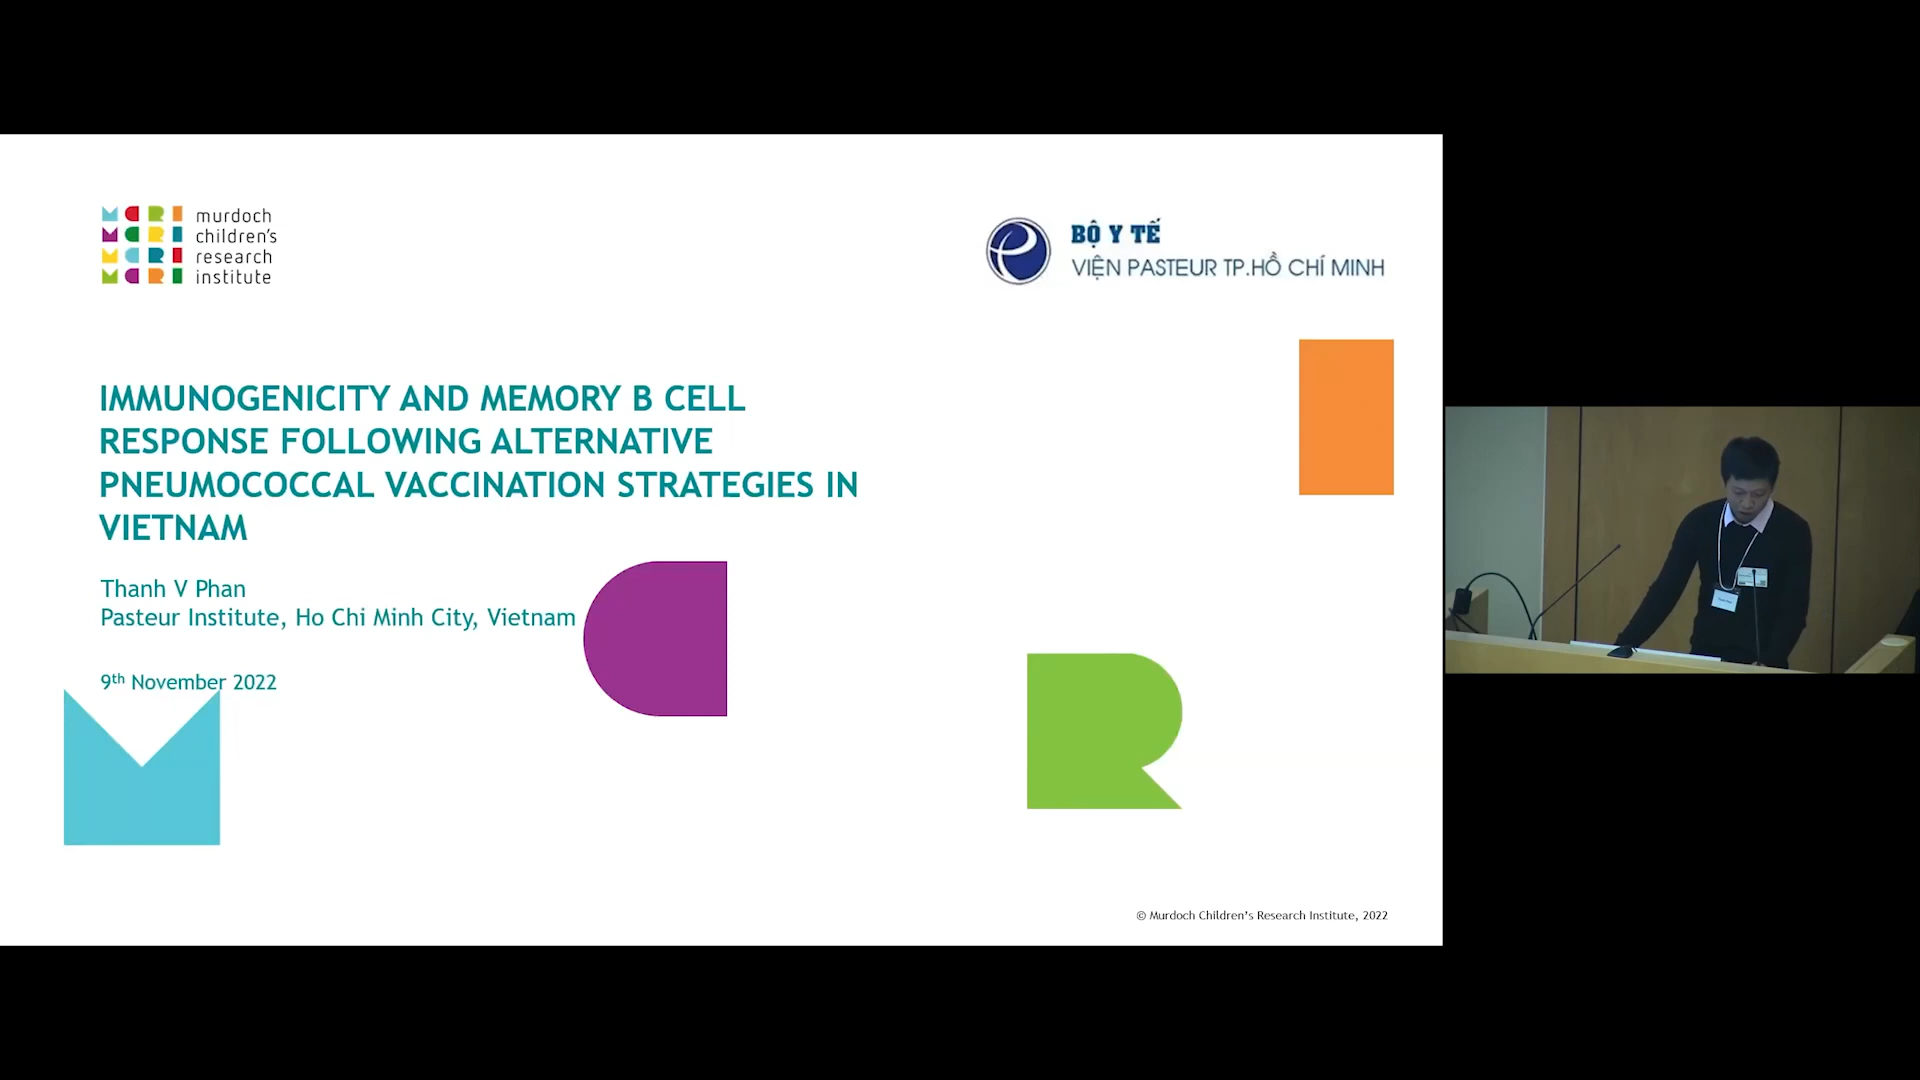 murdoch
children's
research
institute
BỘ Y TẾ
VIỆN PASTEUR TP.HỒ CHÍ MINH
IMMUNOGENICITY AND MEMORY B CELL
RESPONSE FOLLOWING ALTERNATIVE
PNEUMOCOCCAL VACCINATION STRATEGIES IN
VIETNAM
Thanh V Phan
Pasteur Institute, Ho Chi Minh City, Vietnam
9th November 2022
© Murdoch Children's Research Institute, 2022